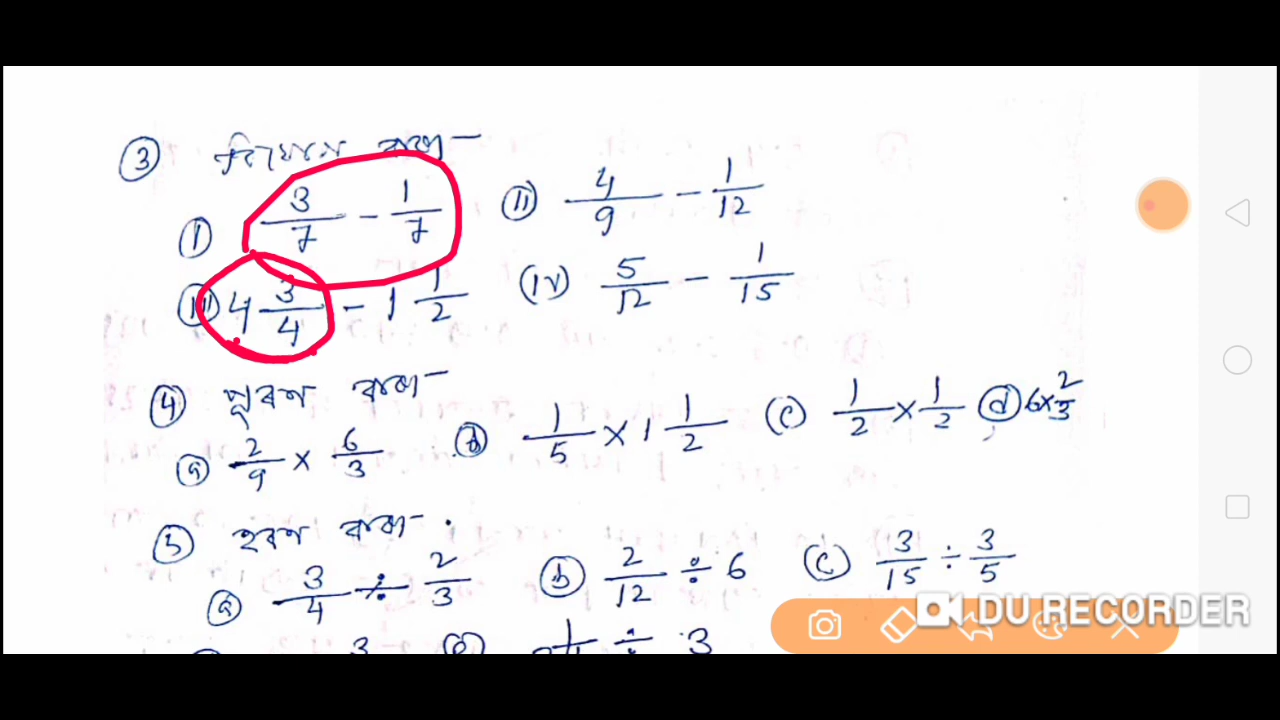 ③ বিয়োগ কৰা-
(i) 3/7 - 1/7 (ii) 4/9 - 1/12
(iii) 4 3/4 - 1 1/2 (iv) 5/12 - 1/15
④ পূৰণ কৰা-
ⓐ 2/9 × 6/3 ⓑ 1/5 × 1 1/2 ⓒ 1/2 × 1/2 ⓓ 6 × 2/3
⑤ হৰণ কৰা-
ⓐ 3/4 ÷ 2/3 ⓑ 2/12 ÷ 6 ⓒ 3/15 ÷ 3/5
DU RECORDER